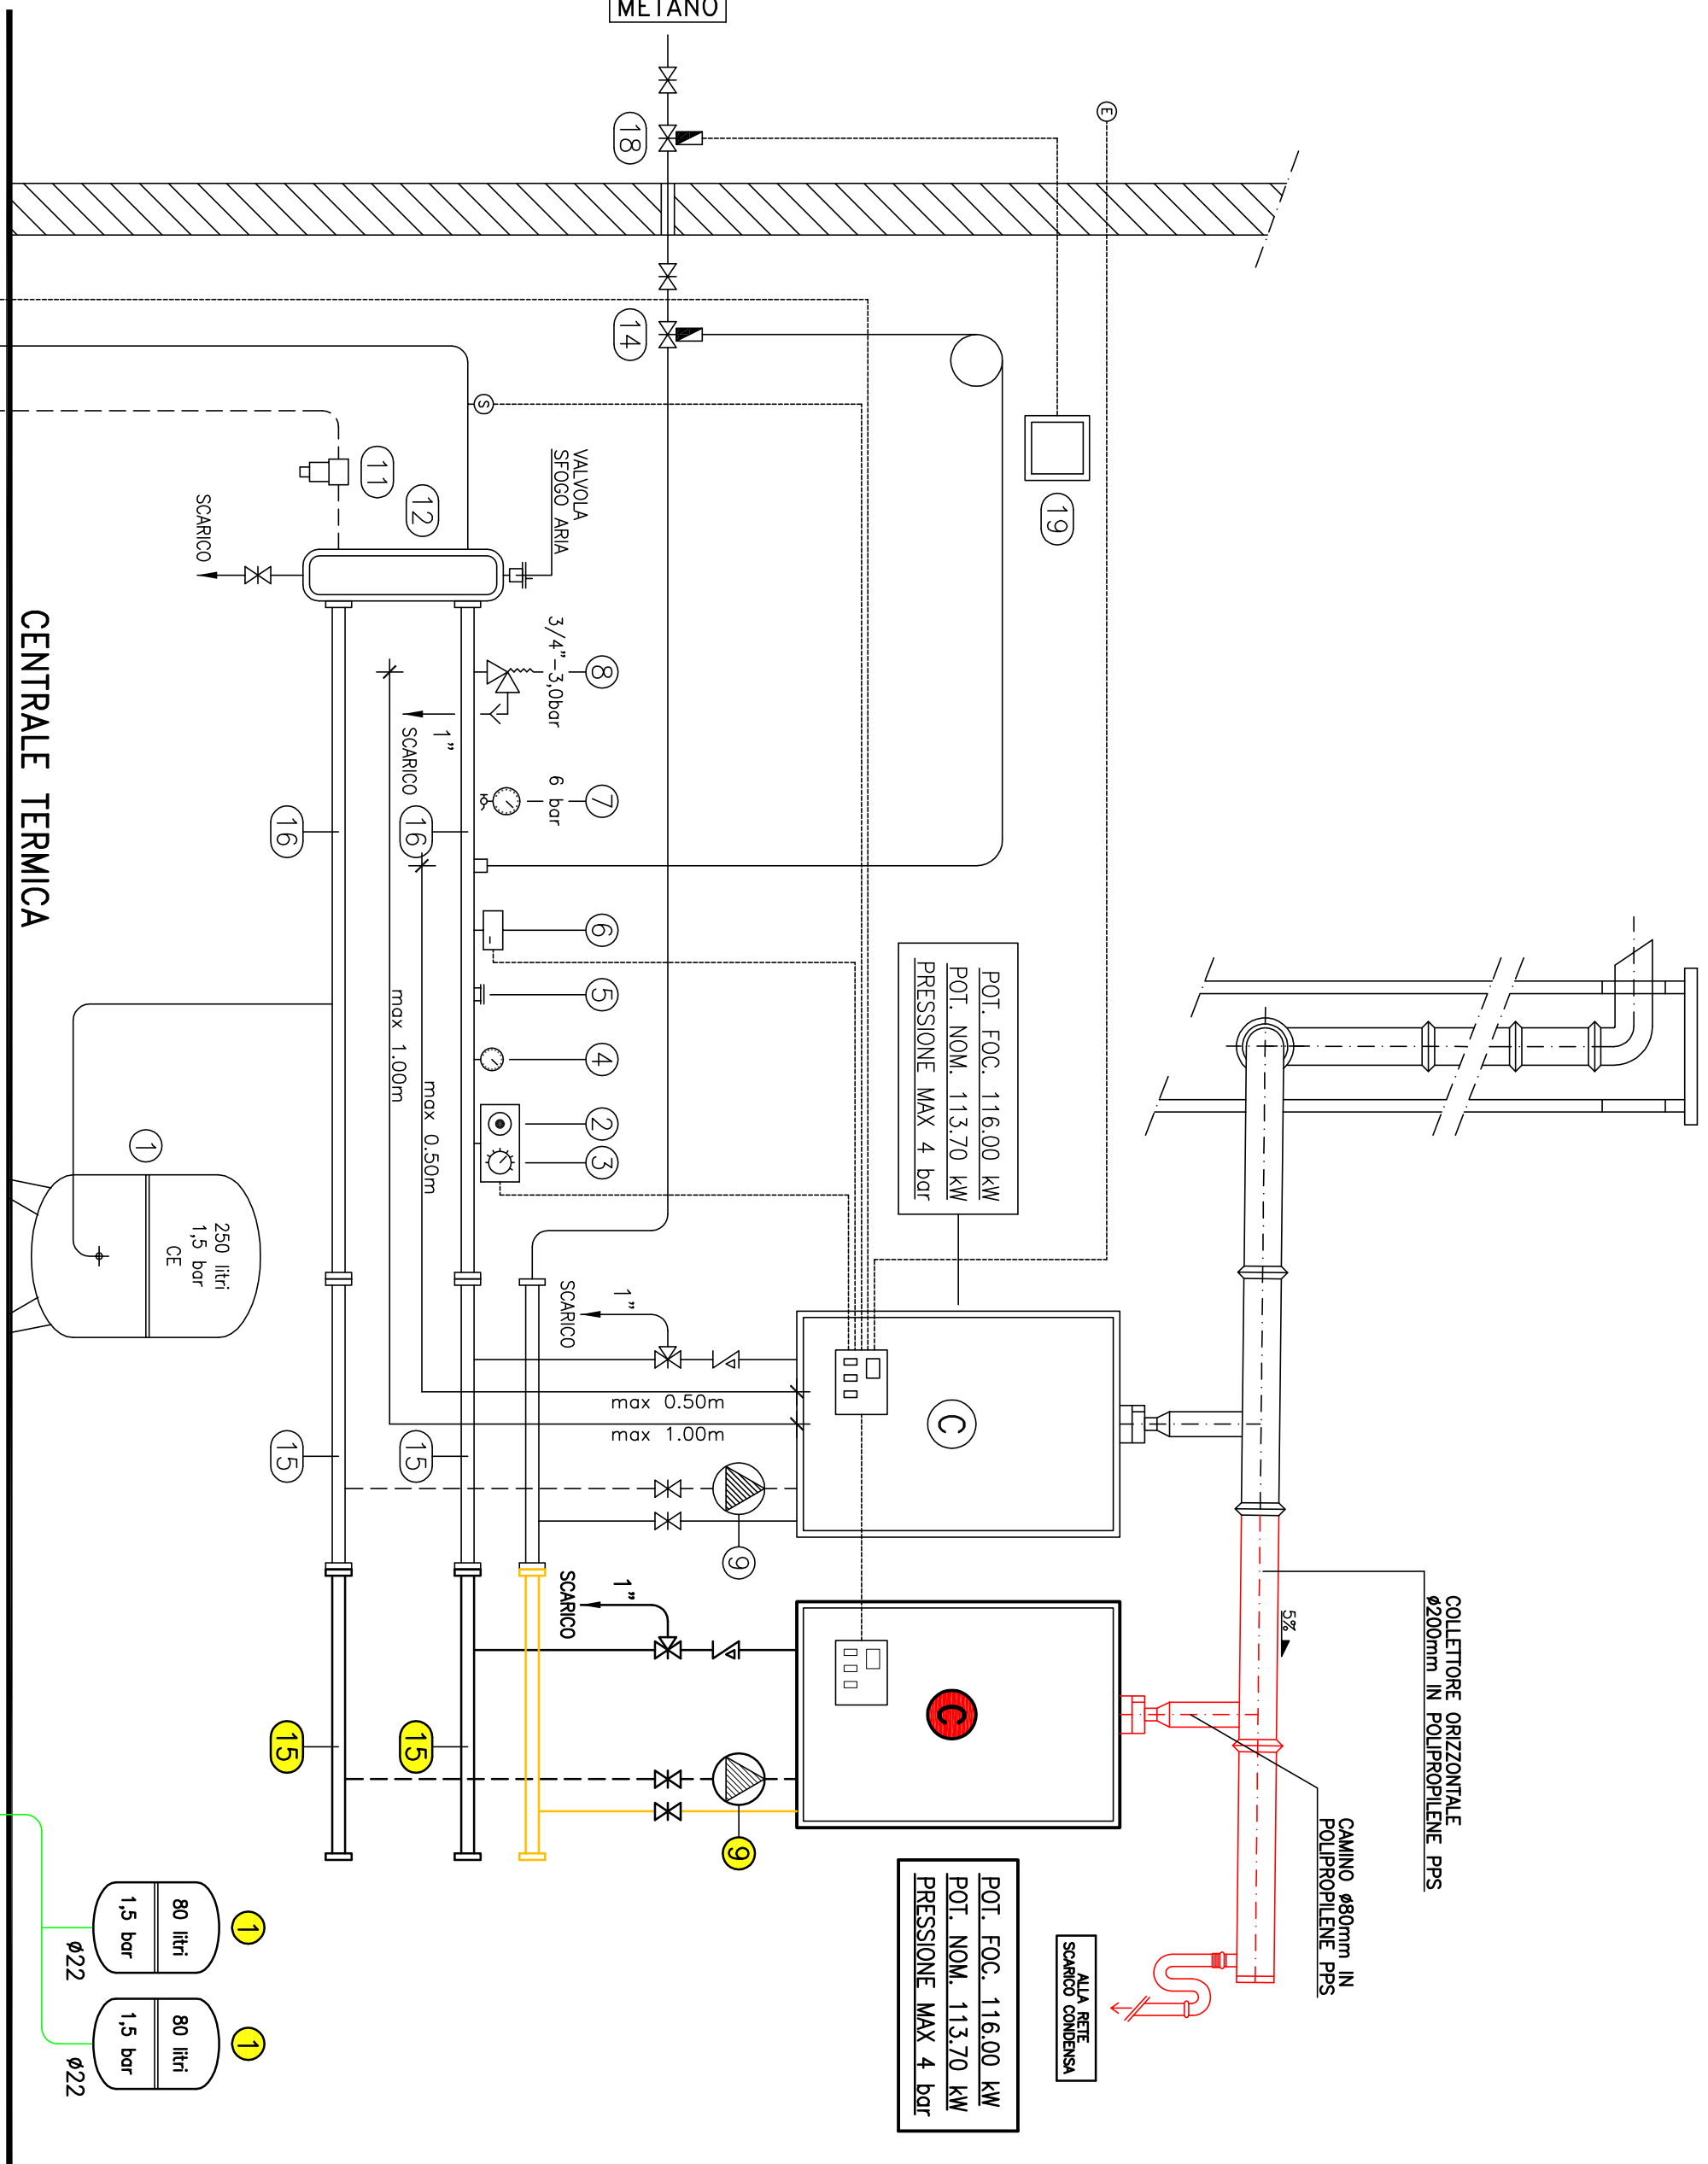 METANO
18
E
14
S
19
11
12
VALVOLA
SFOGO ARIA
SCARICO
CENTRALE TERMICA
8
3/4"-3,0bar
1"
SCARICO
7
6 bar
16
16
6
5
4
2
3
max 1.00m
max 0.50m
POT. FOC. 116.00 kW
POT. NOM. 113.70 kW
PRESSIONE MAX 4 bar
1
250 litri
1,5 bar
CE
1"
SCARICO
max 0.50m
max 1.00m
C
15
15
9
1"
SCARICO
C
15
15
9
COLLETTORE ORIZZONTALE
ø200mm IN POLIPROPILENE PPS
5%
CAMINO ø80mm IN
POLIPROPILENE PPS
ALLA RETE
SCARICO CONDENSA
POT. FOC. 116.00 kW
POT. NOM. 113.70 kW
PRESSIONE MAX 4 bar
1
80 litri
1,5 bar
ø22
1
80 litri
1,5 bar
ø22